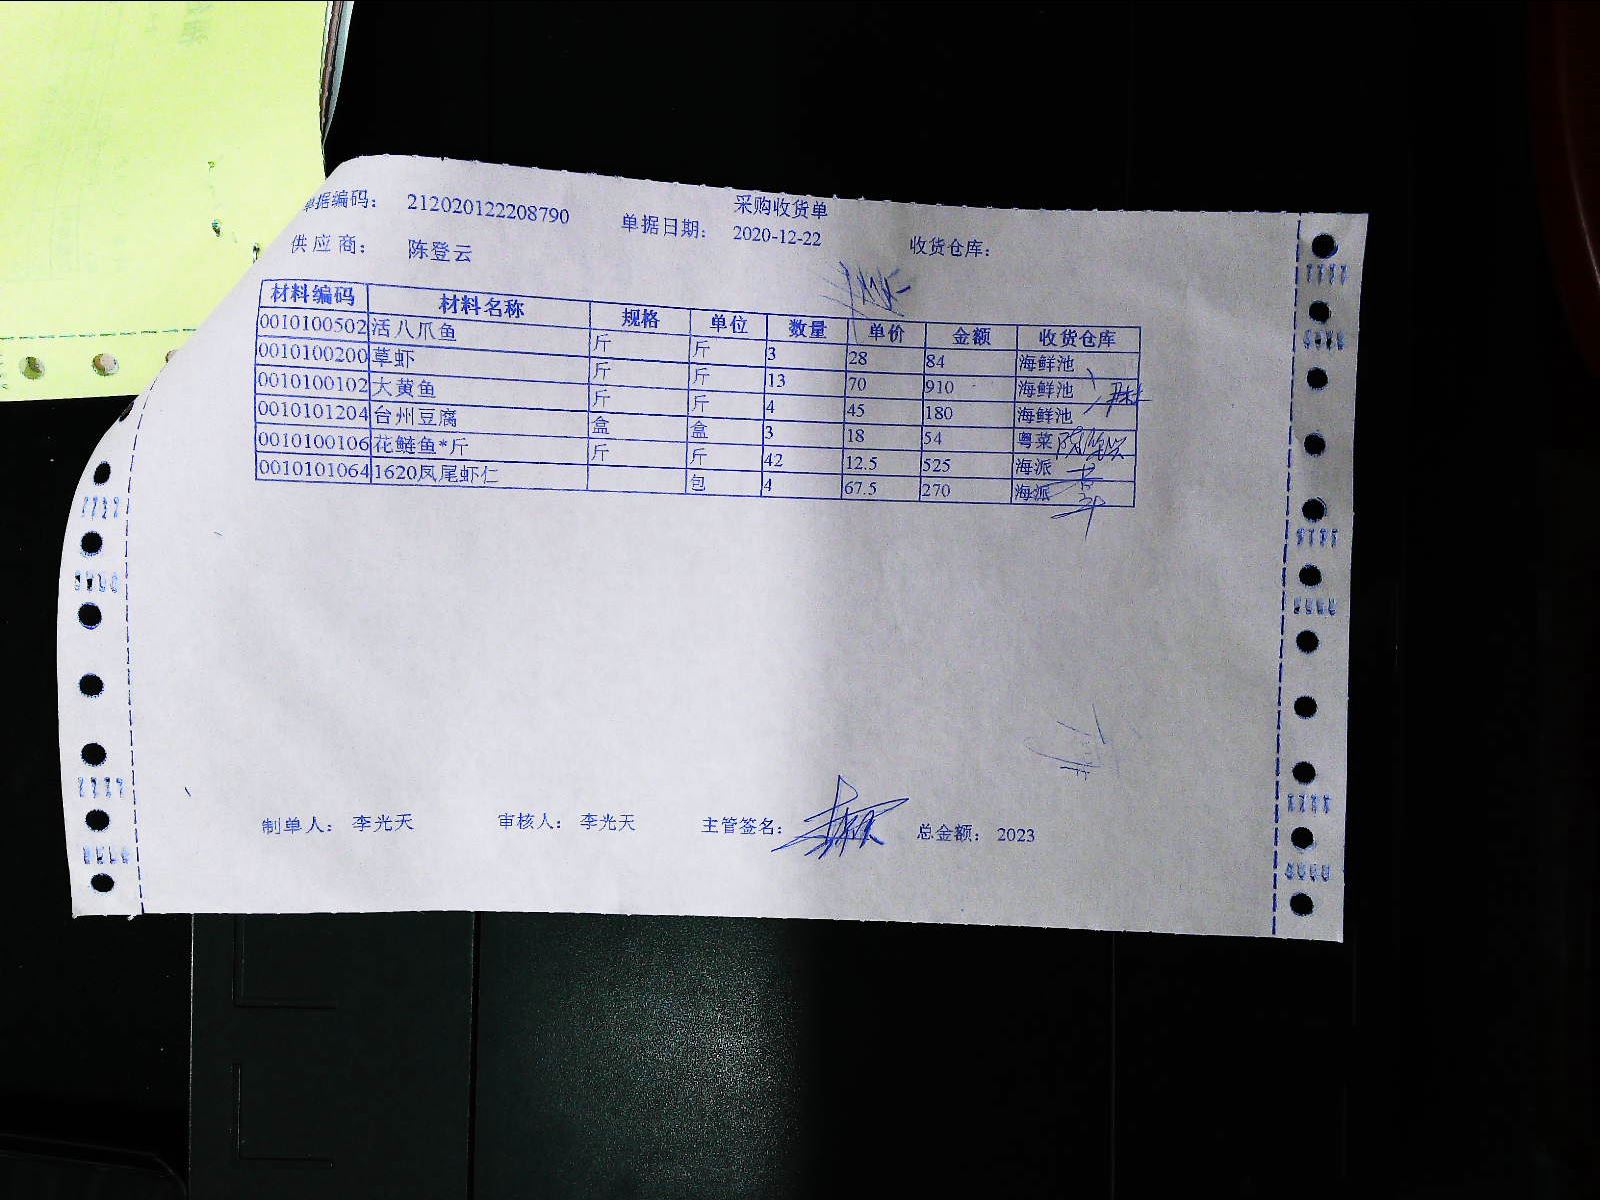 采购收货单
单据编码： 212020122208790 单据日期： 2020-12-22 收货仓库：
供应商： 陈登云
材料编码 材料名称 规格 单位 数量 单价 金额 收货仓库
0010100502 活八爪鱼 斤 斤 3 28 84 海鲜池
0010100200 草虾 斤 斤 13 70 910 海鲜池
0010100102 大黄鱼 斤 斤 4 45 180 海鲜池
0010101204 台州豆腐 盒 盒 3 18 54 粤菜
0010100106 花鲢鱼*斤 斤 斤 42 12.5 525 海派
0010101064 1620凤尾虾仁 包 4 67.5 270 海派
制单人： 李光天 审核人： 李光天 主管签名： 总金额： 2023